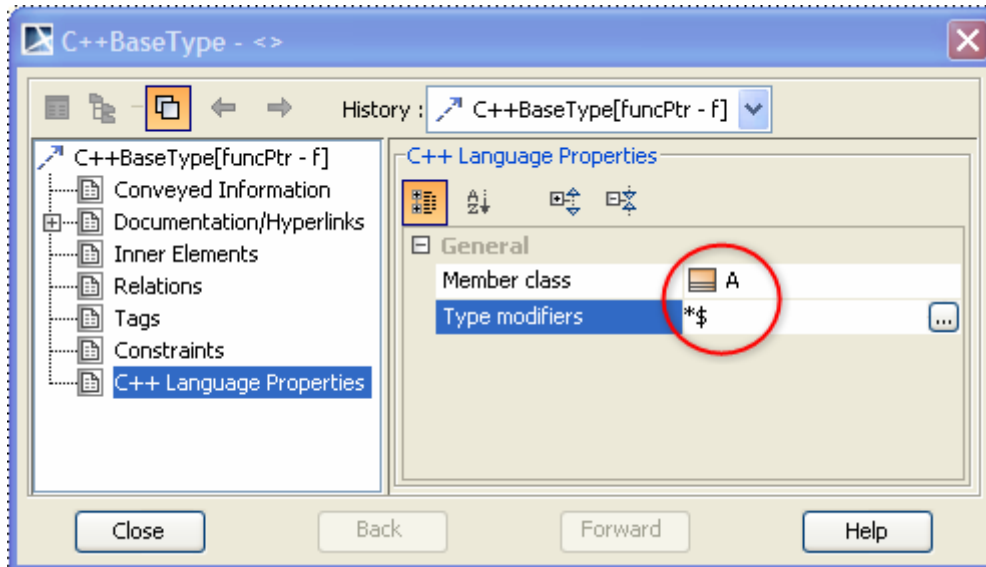 C++BaseType - <>
History : C++BaseType[funcPtr - f]
C++BaseType[funcPtr - f]
Conveyed Information
Documentation/Hyperlinks
Inner Elements
Relations
Tags
Constraints
C++ Language Properties
C++ Language Properties
General
Member class A
Type modifiers *$ ...
Close Back Forward Help